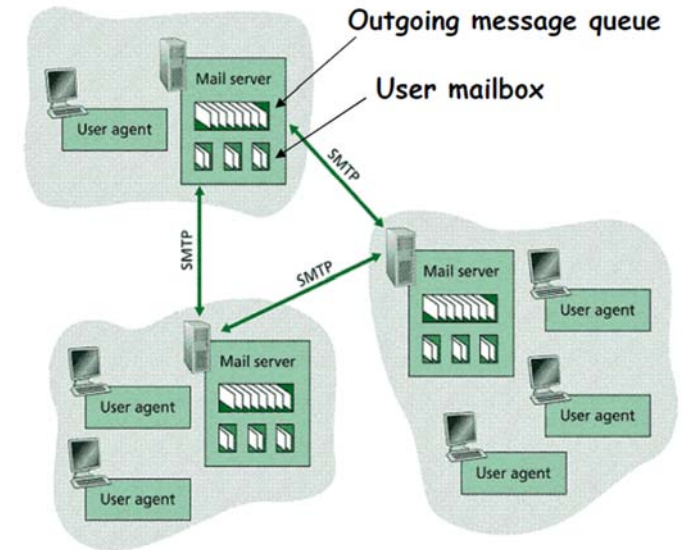 Outgoing message queue
User mailbox
Mail server
User agent
SMTP
SMTP
SMTP
Mail server
User agent
User agent
User agent
Mail server
User agent
User agent